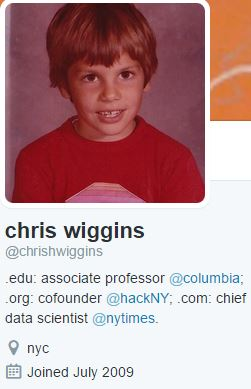 chris wiggins
@chrishwiggins
.edu: associate professor @columbia;
.org: cofounder @hackNY; .com: chief
data scientist @nytimes.
nyc
Joined July 2009